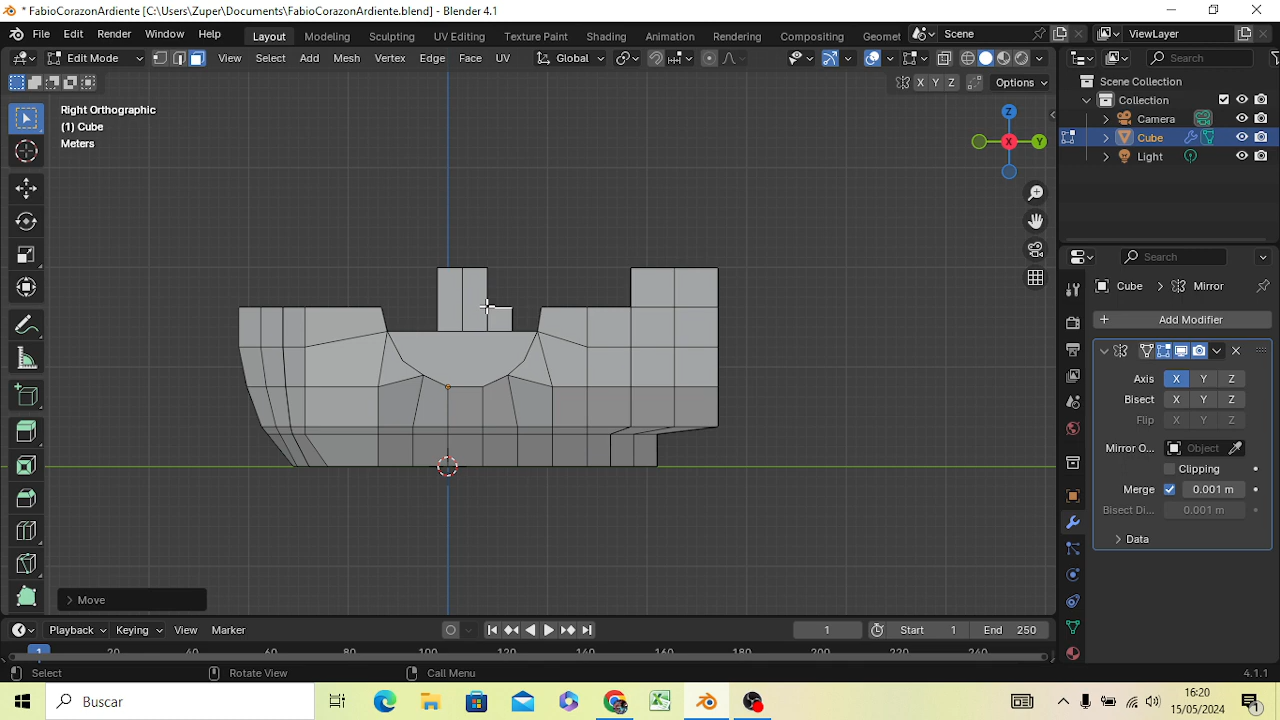 * FabioCorazonArdiente [C:\Users\Zuper\Documents\FabioCorazonArdiente.blend] - Blender 4.1
File Edit Render Window Help Layout Modeling Sculpting UV Editing Texture Paint Shading Animation Rendering Compositing Geomet Scene ViewLayer
Edit Mode View Select Add Mesh Vertex Edge Face UV Global Search
X Y Z Options Scene Collection
Collection
Right Orthographic
(1) Cube
Meters
Z
X
Y
Camera
Cube
Light
Search
Cube Mirror
Add Modifier
Axis X Y Z
Bisect X Y Z
Flip X Y Z
Mirror O... Object
Clipping
Merge 0.001 m
Bisect Di... 0.001 m
Data
Move
Playback Keying View Marker 1 Start 1 End 250
1 20 40 60 80 100 120 140 160 180 200 220 240
Select Rotate View Call Menu 4.1.1
Buscar
16:20
15/05/2024
1